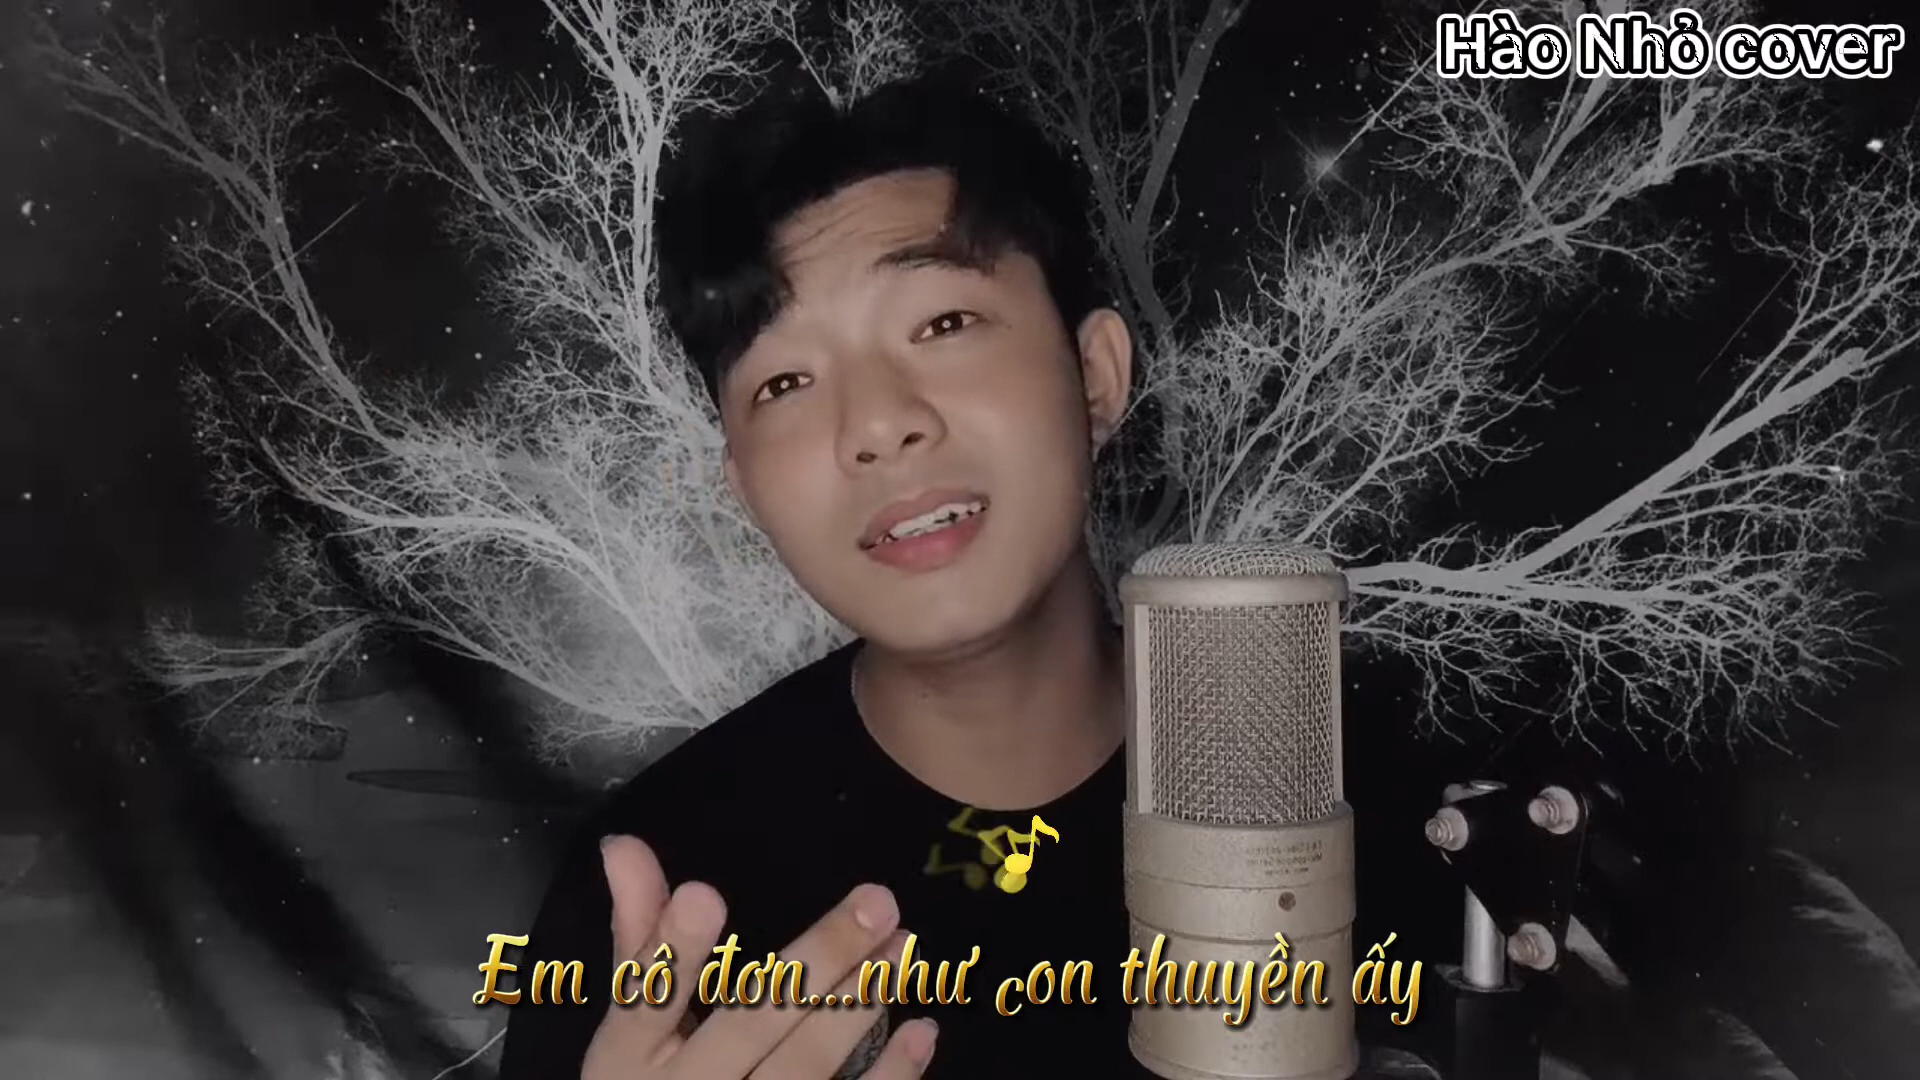 Hào Nhỏ cover
Em cô đơn...như con thuyền ấy